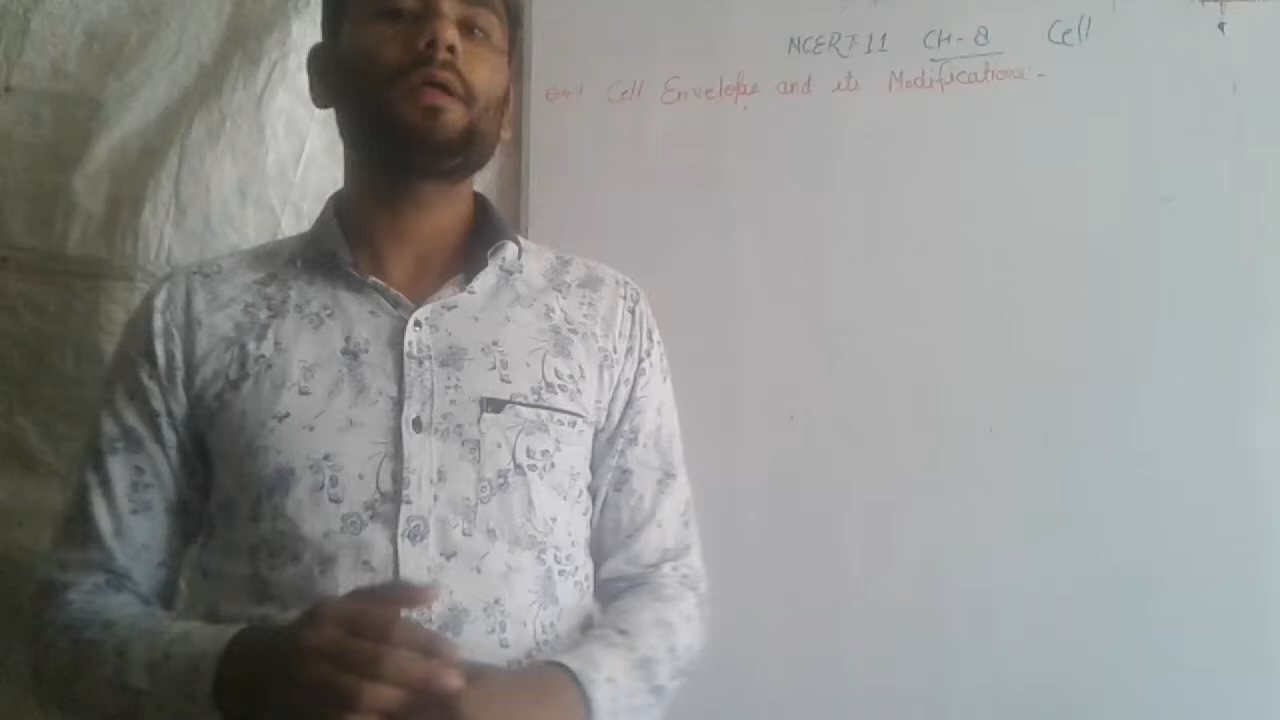 NCERT-11 CH-8 Cell
Cell Envelope and its Modifications:-